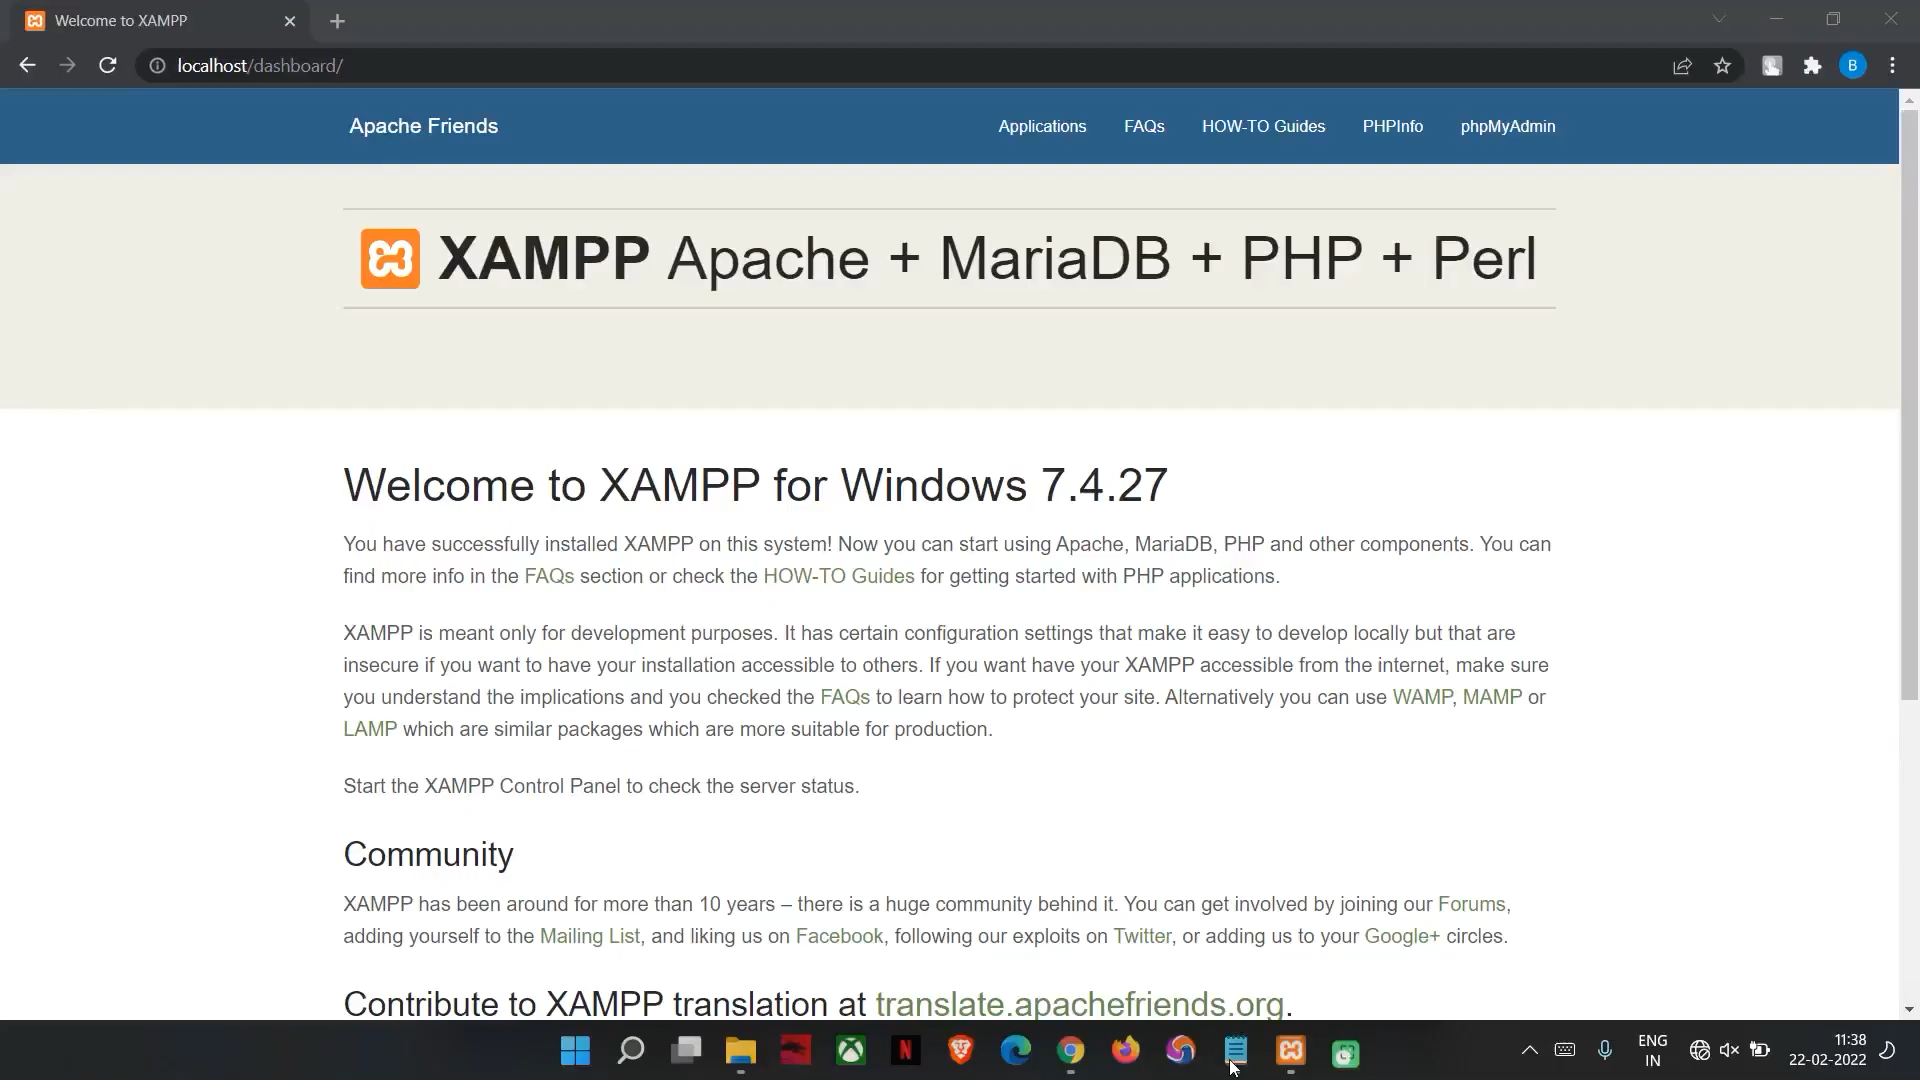 Welcome to XAMPP
localhost/dashboard/
B
Apache Friends
Applications
FAQs
HOW-TO Guides
PHPInfo
phpMyAdmin
XAMPP Apache + MariaDB + PHP + Perl
Welcome to XAMPP for Windows 7.4.27
You have successfully installed XAMPP on this system! Now you can start using Apache, MariaDB, PHP and other components. You can
find more info in the FAQs section or check the HOW-TO Guides for getting started with PHP applications.
XAMPP is meant only for development purposes. It has certain configuration settings that make it easy to develop locally but that are
insecure if you want to have your installation accessible to others. If you want have your XAMPP accessible from the internet, make sure
you understand the implications and you checked the FAQs to learn how to protect your site. Alternatively you can use WAMP, MAMP or
LAMP which are similar packages which are more suitable for production.
Start the XAMPP Control Panel to check the server status.
Community
XAMPP has been around for more than 10 years – there is a huge community behind it. You can get involved by joining our Forums,
adding yourself to the Mailing List, and liking us on Facebook, following our exploits on Twitter, or adding us to your Google+ circles.
Contribute to XAMPP translation at translate.apachefriends.org.
N
ENG
IN
11:38
22-02-2022